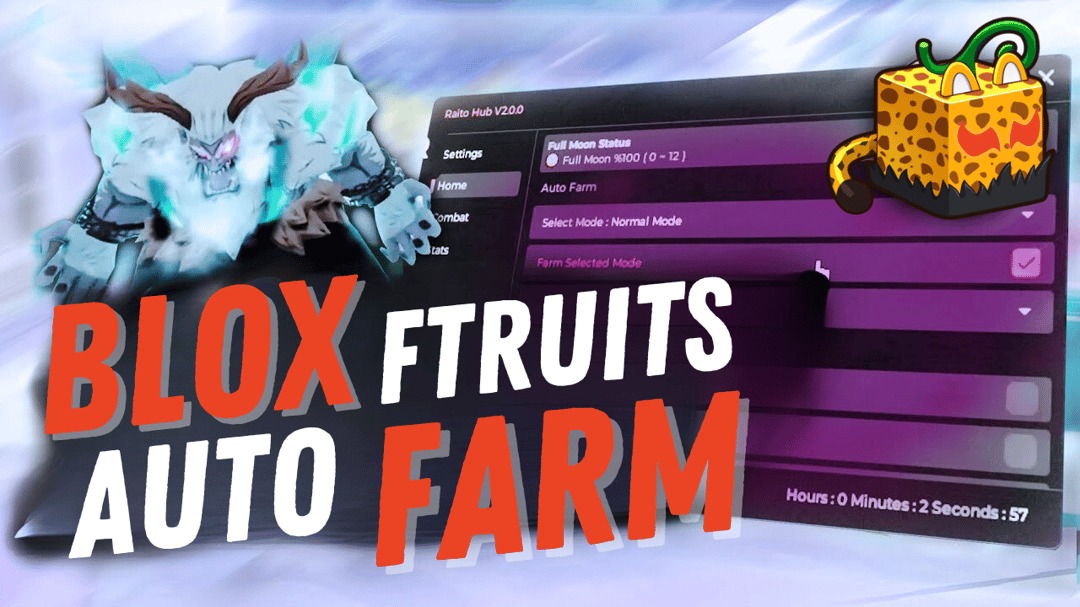 Raito Hub V2.0.0
Settings
Home
Combat
Stats
Full Moon Status
Full Moon %100 ( 0 ~ 12 )
Auto Farm
Select Mode : Normal Mode
Farm Selected Mode
BLOX FTRUITS
AUTO FARM
Hours : 0 Minutes : 2 Seconds : 57